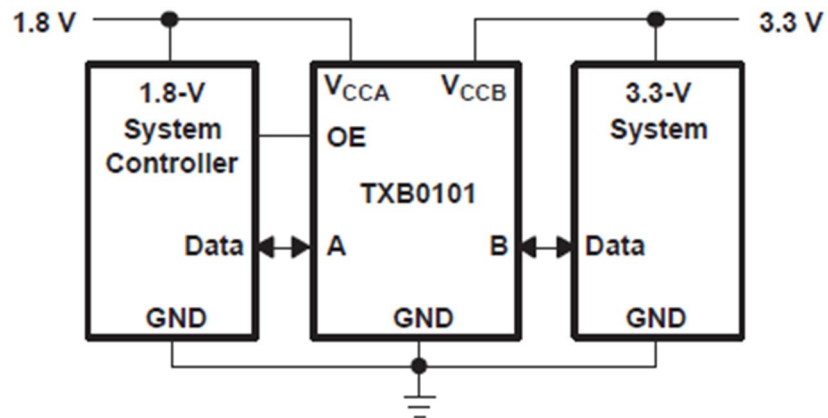 1.8 V
3.3 V
1.8-V
System
Controller
Data
GND
VCCA
VCCB
OE
TXB0101
A
B
GND
3.3-V
System
Data
GND